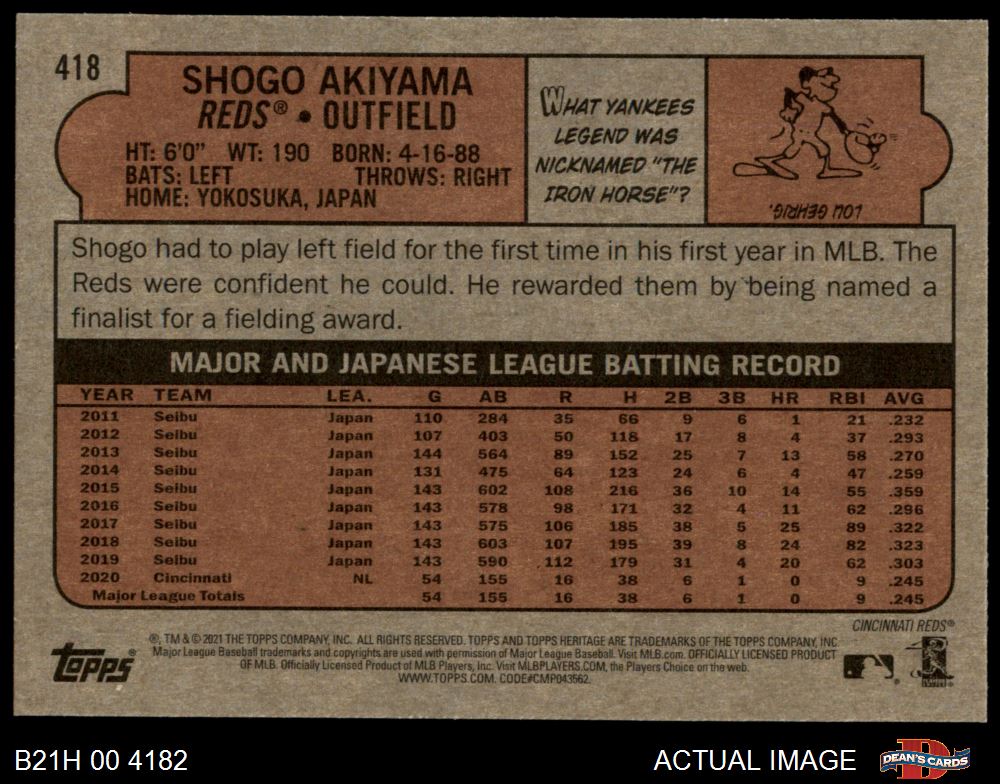 418
SHOGO AKIYAMA
REDS® • OUTFIELD
HT: 6'0" WT: 190 BORN: 4-16-88
BATS: LEFT THROWS: RIGHT
HOME: YOKOSUKA, JAPAN
WHAT YANKEES
LEGEND WAS
NICKNAMED "THE
IRON HORSE"?
LOU GEHRIG.
Shogo had to play left field for the first time in his first year in MLB. The
Reds were confident he could. He rewarded them by being named a
finalist for a fielding award.
MAJOR AND JAPANESE LEAGUE BATTING RECORD
YEAR TEAM LEA. G AB R H 2B 3B HR RBI AVG
2011 Seibu Japan 110 284 35 66 9 6 1 21 .232
2012 Seibu Japan 107 403 50 118 17 8 4 37 .293
2013 Seibu Japan 144 564 89 152 25 7 13 58 .270
2014 Seibu Japan 131 475 64 123 24 6 4 47 .259
2015 Seibu Japan 143 602 108 216 36 10 14 55 .359
2016 Seibu Japan 143 578 98 171 32 4 11 62 .296
2017 Seibu Japan 143 575 106 185 38 5 25 89 .322
2018 Seibu Japan 143 603 107 195 39 8 24 82 .323
2019 Seibu Japan 143 590 112 179 31 4 20 62 .303
2020 Cincinnati NL 54 155 16 38 6 1 0 9 .245
Major League Totals 54 155 16 38 6 1 0 9 .245
CINCINNATI REDS®
®, TM & © 2021 THE TOPPS COMPANY, INC. ALL RIGHTS RESERVED. TOPPS AND TOPPS HERITAGE ARE TRADEMARKS OF THE TOPPS COMPANY, INC.
Major League Baseball trademarks and copyrights are used with permission of Major League Baseball. Visit MLB.com. OFFICIALLY LICENSED PRODUCT
OF MLB. Officially Licensed Product of MLB Players, Inc. Visit MLBPLAYERS.COM, the Players Choice on the web.
WWW.TOPPS.COM. CODE#CMP043562.
topps®
B21H 00 4182
ACTUAL IMAGE
DEAN'S CARDS